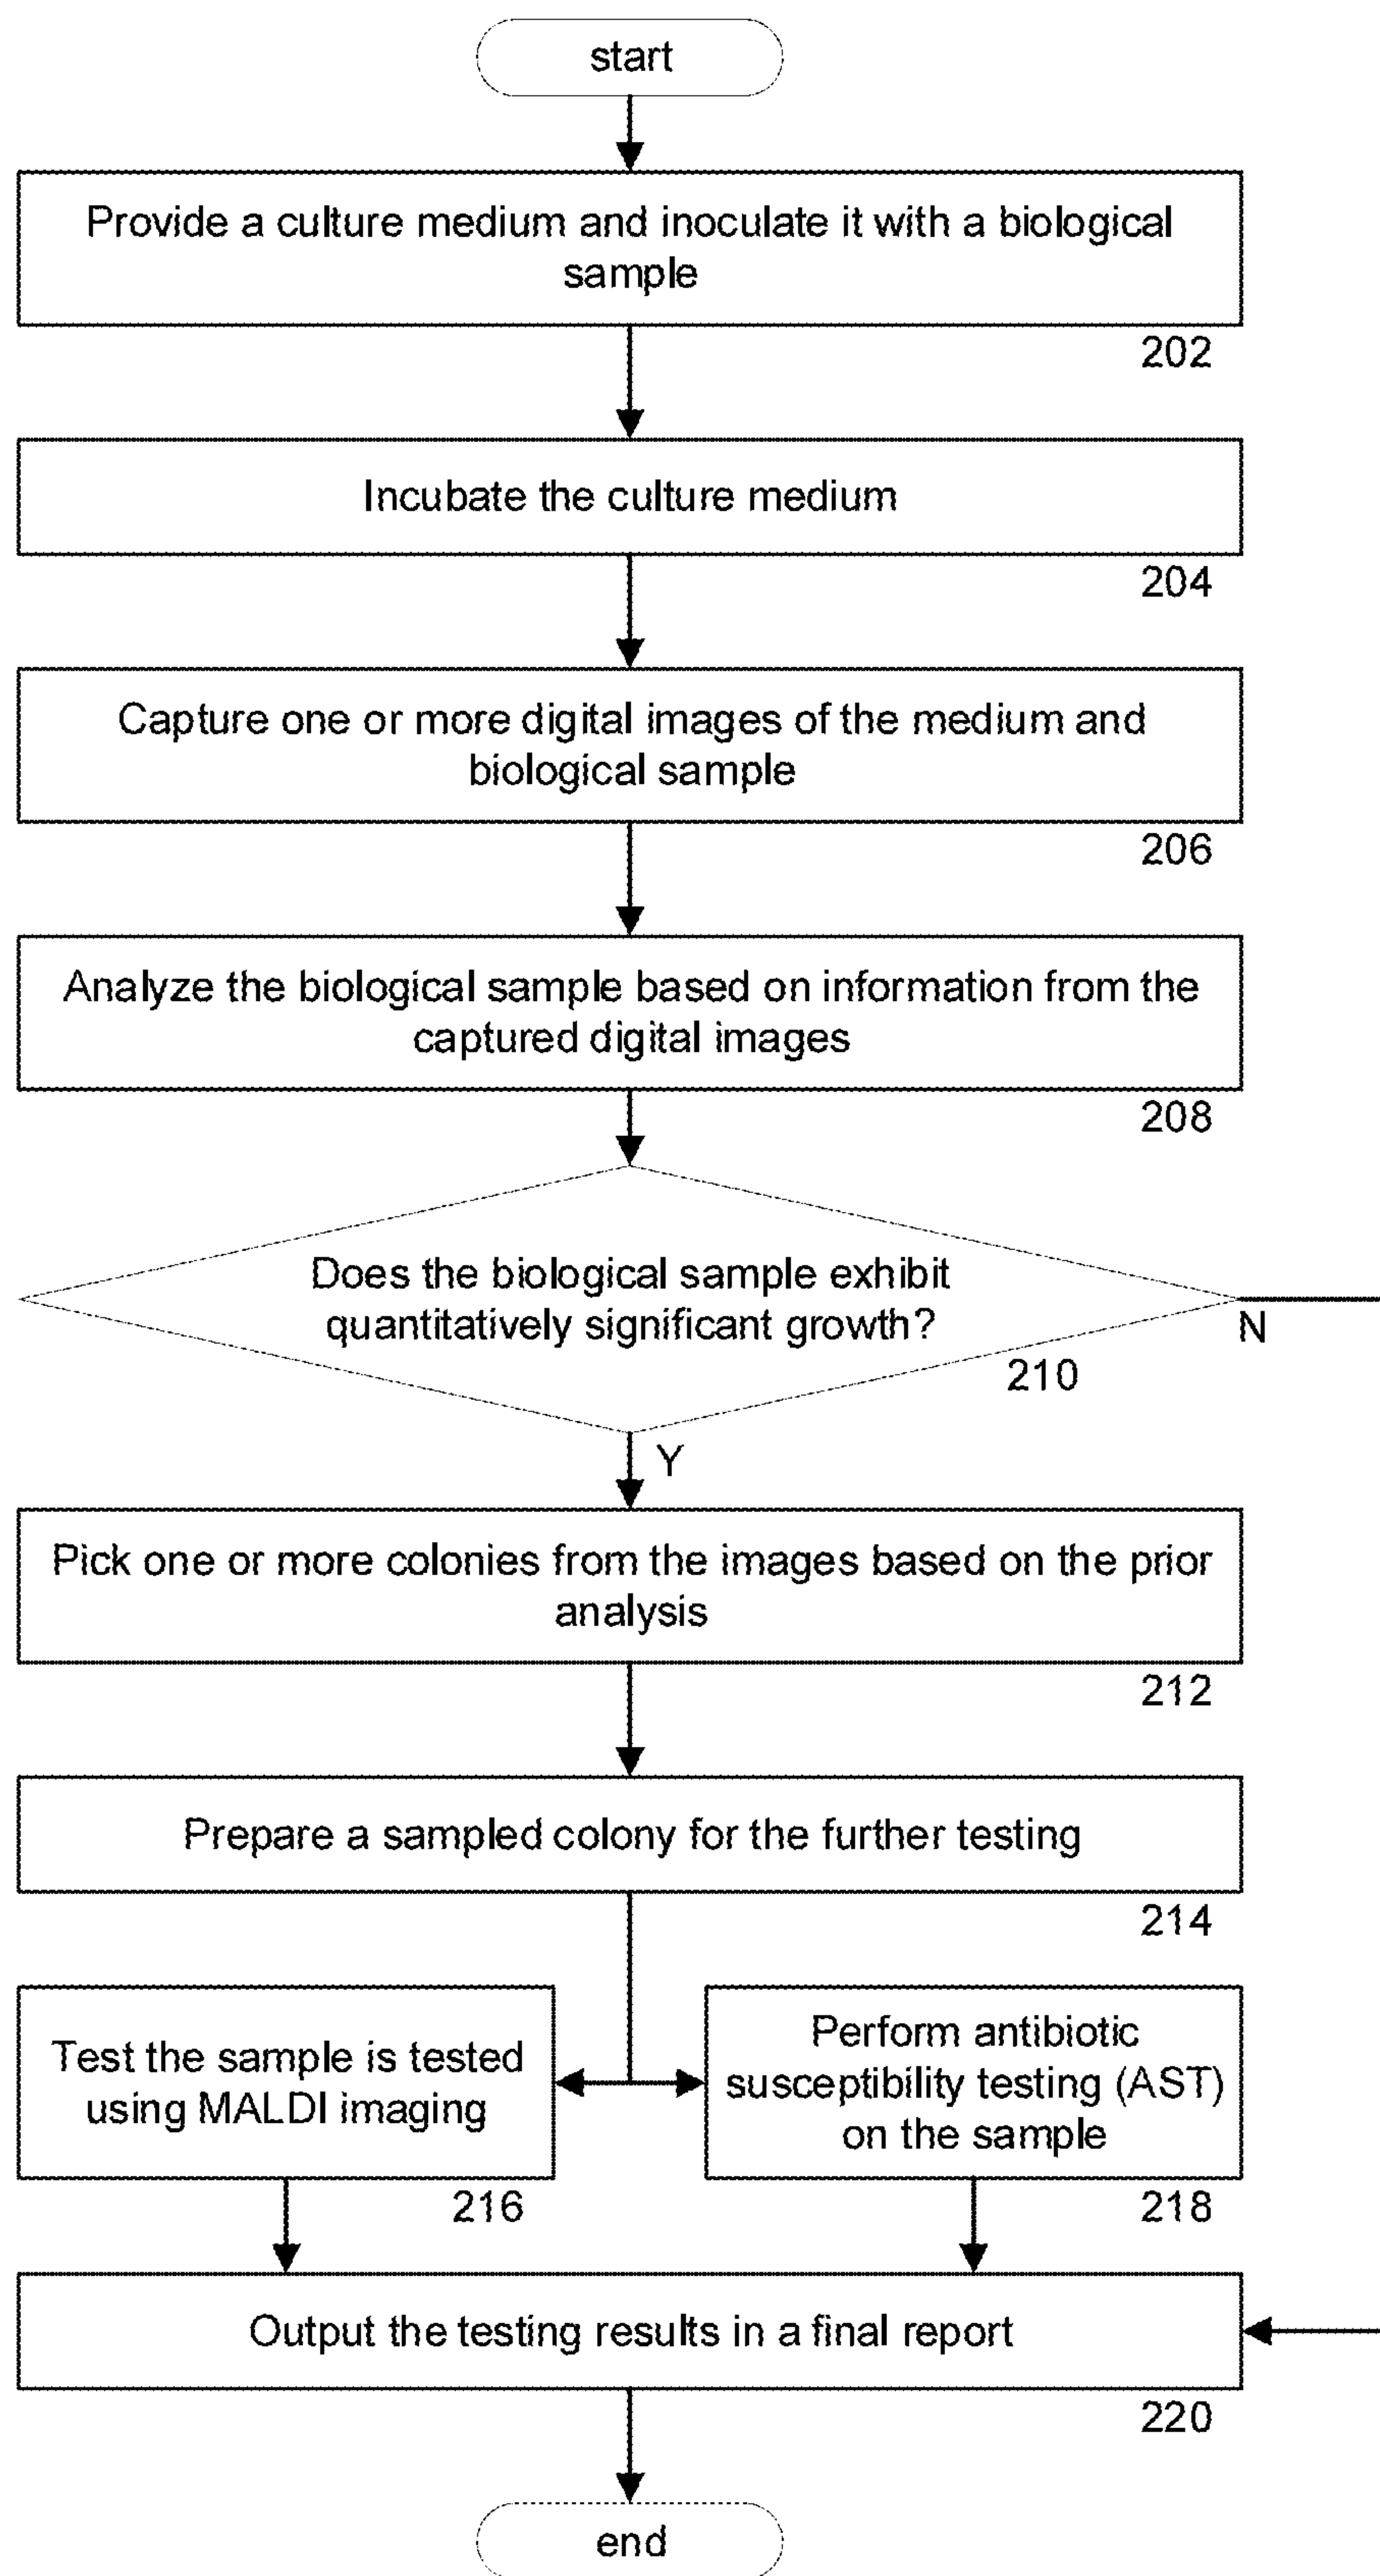 start
Provide a culture medium and inoculate it with a biological
sample
202
Incubate the culture medium
204
Capture one or more digital images of the medium and
biological sample
206
Analyze the biological sample based on information from the
captured digital images
208
Does the biological sample exhibit
quantitatively significant growth?
N
210
Y
Pick one or more colonies from the images based on the prior
analysis
212
Prepare a sampled colony for the further testing
214
Test the sample is tested
using MALDI imaging
216
Perform antibiotic
susceptibility testing (AST)
on the sample
218
Output the testing results in a final report
220
end